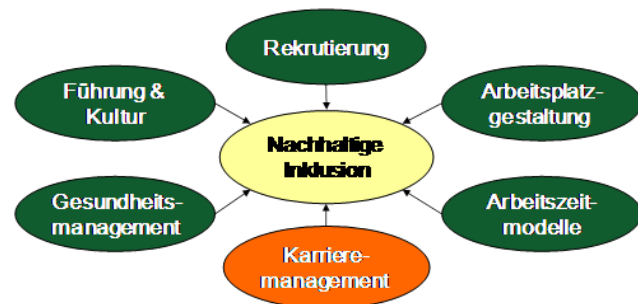 Rekrutierung
Führung &
Kultur
Arbeitsplatz-
gestaltung
Nachhaltige
Inklusion
Gesundheits-
management
Arbeitszeit-
modelle
Karriere-
management